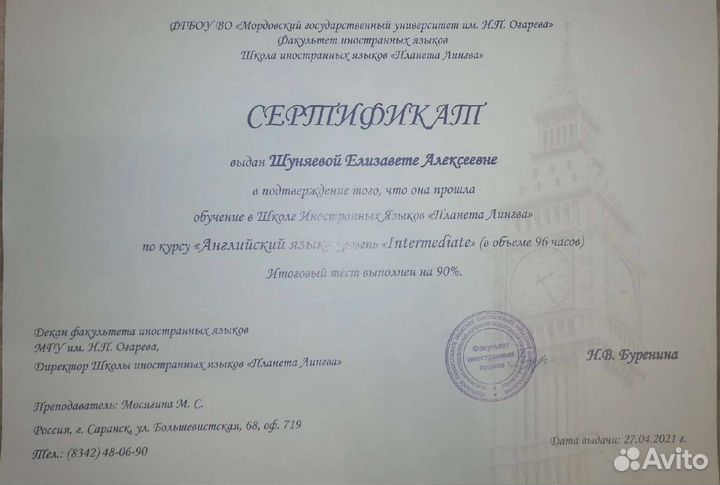 ФГБОУ ВО «Мордовский государственный университет им. Н.П. Огарева»
Факультет иностранных языков
Школа иностранных языков «Планета Лингва»
СЕРТИФИКАТ
выдан Шуняевой Елизавете Алексеевне
в подтверждение того, что она прошла
обучение в Школе Иностранных Языков «Планета Лингва»
по курсу «Английский язык уровень «Intermediate» (в объеме 96 часов)
Итоговый тест выполнен на 90%.
Декан факультета иностранных языков
МГУ им. Н.П. Огарева,
Директор Школы иностранных языков «Планета Лингва»
Факультет
иностранных
языков
Н.В. Буренина
Преподаватель: Мосягина М. С.
Россия, г. Саранск, ул. Большевистская, 68, оф. 719
Тел.: (8342) 48-06-90
Дата выдачи: 27.04.2021 г.
Avito